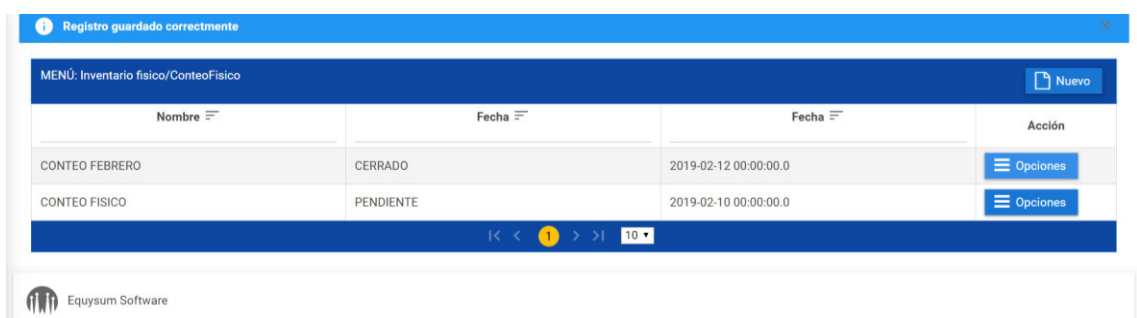 Registro guardado correctmente
MENÚ: Inventario fisico/ConteoFisico
Nuevo
Nombre Fecha Fecha Acción
CONTEO FEBRERO CERRADO 2019-02-12 00:00:00.0 Opciones
CONTEO FISICO PENDIENTE 2019-02-10 00:00:00.0 Opciones
1 10
Equysum Software